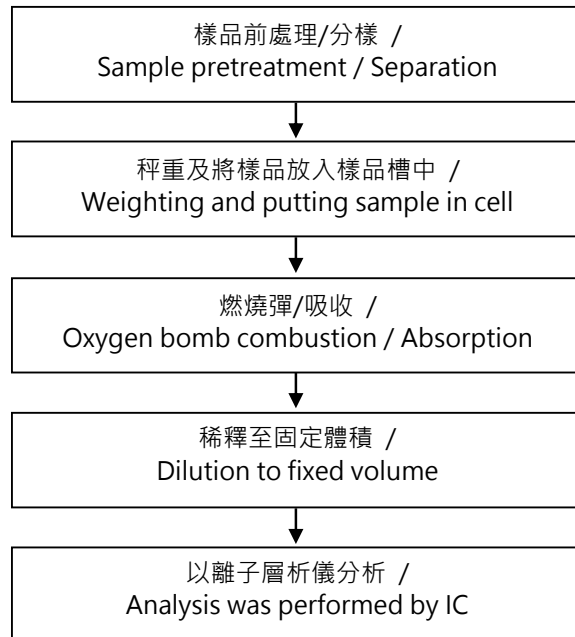 樣品前處理/分樣 /
Sample pretreatment / Separation
秤重及將樣品放入樣品槽中 /
Weighting and putting sample in cell
燃燒彈/吸收 /
Oxygen bomb combustion / Absorption
稀釋至固定體積 /
Dilution to fixed volume
以離子層析儀分析 /
Analysis was performed by IC